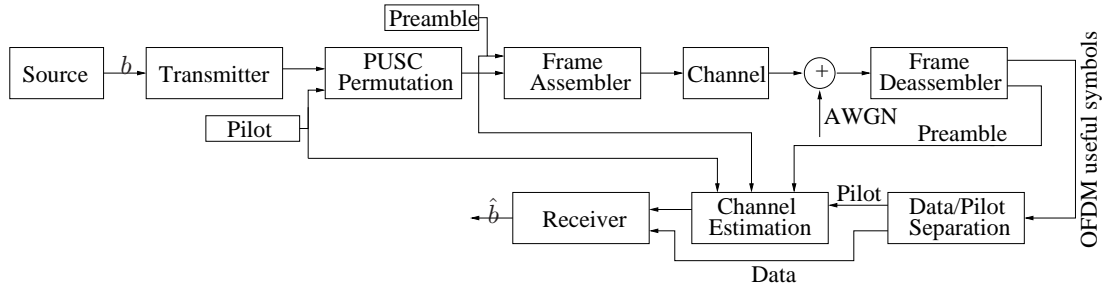 Preamble
Source
b
Transmitter
PUSC
Permutation
Frame
Assembler
Channel
+
Frame
Deassembler
AWGN
Pilot
Preamble
OFDM useful symbols
b̂
Receiver
Channel
Estimation
Pilot
Data/Pilot
Separation
Data